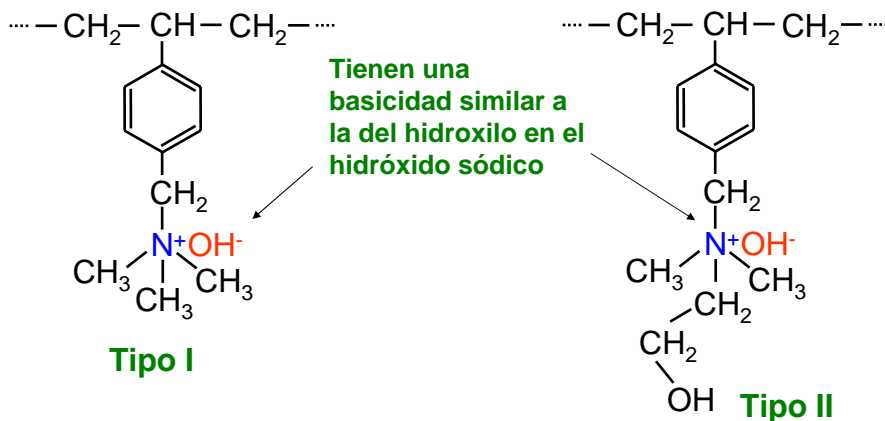 ···· — CH₂ — CH — CH₂ — ····
···· — CH₂ — CH — CH₂ — ····
Tienen una
basicidad similar a
la del hidroxilo en el
hidróxido sódico
CH₂
CH₂
N⁺OH⁻
N⁺OH⁻
CH₃ CH₃ CH₃
CH₃ CH₃
CH₂
CH₂
OH
Tipo I
Tipo II